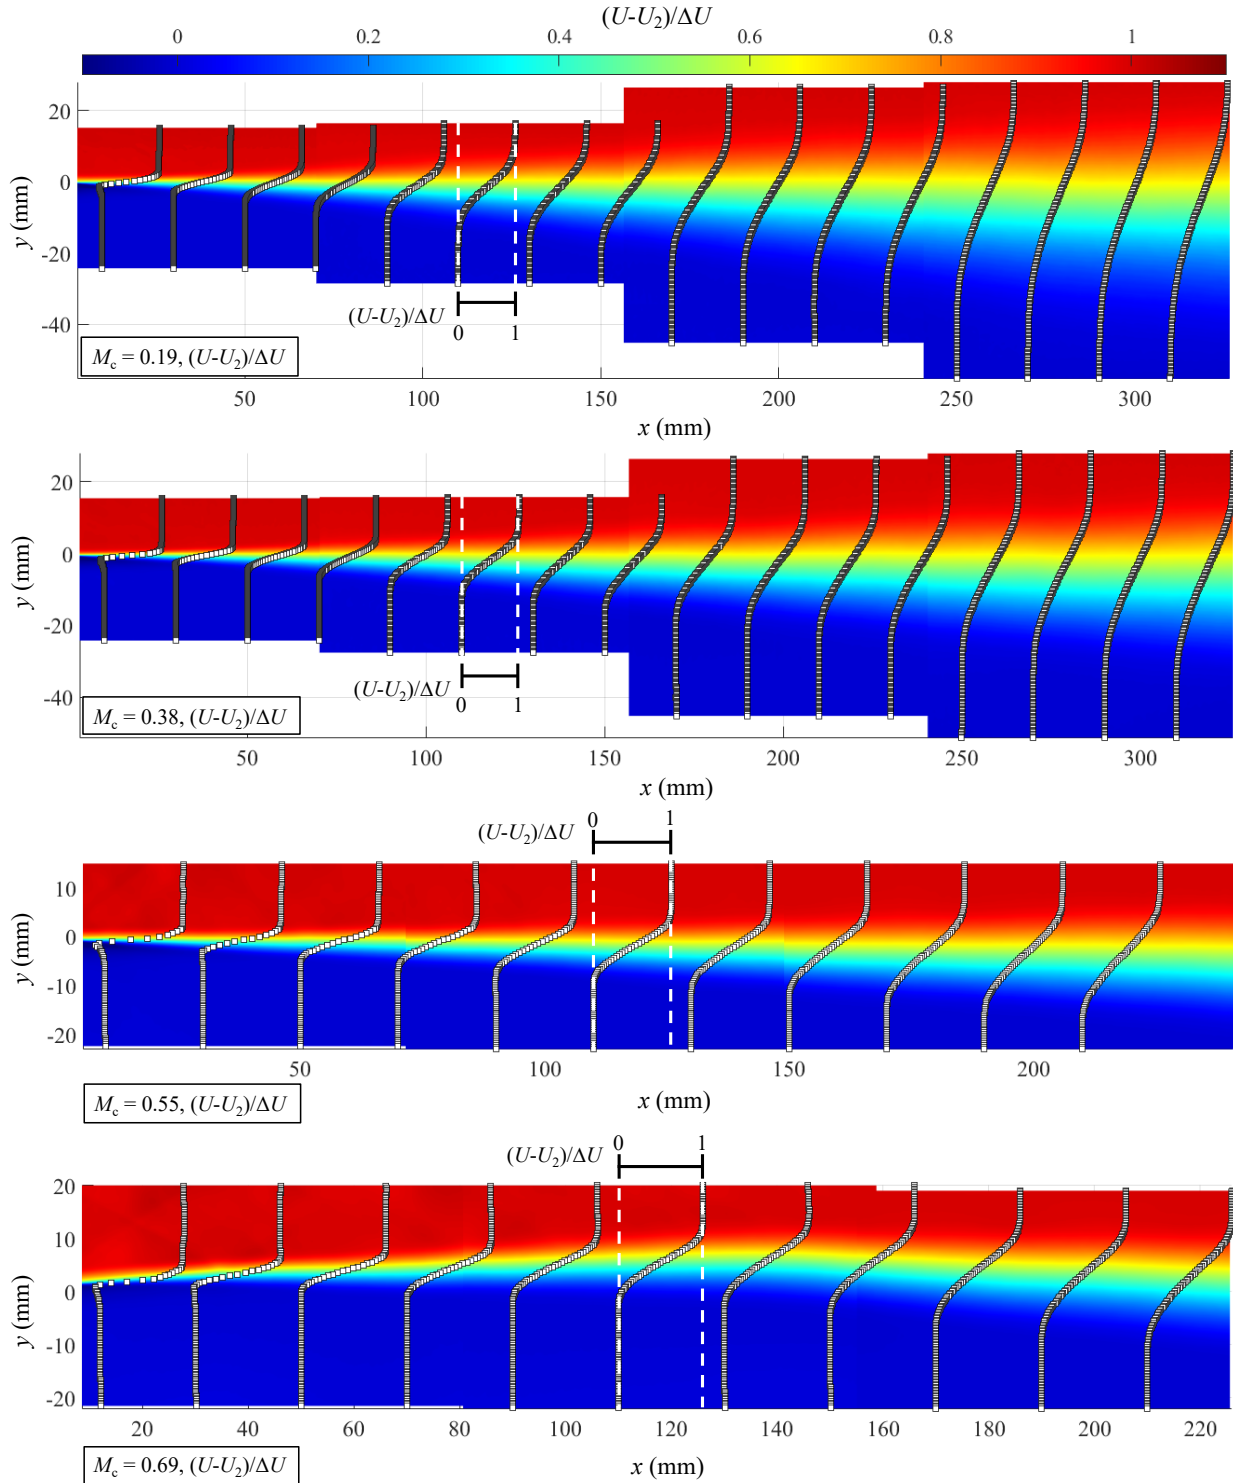 (U-U₂)/ΔU
0 0.2 0.4 0.6 0.8 1
20
0
-20
-40
y (mm)
(U-U₂)/ΔU
0 1
M_c = 0.19, (U-U₂)/ΔU
50 100 150 200 250 300
x (mm)
20
0
-20
-40
y (mm)
(U-U₂)/ΔU
0 1
M_c = 0.38, (U-U₂)/ΔU
50 100 150 200 250 300
x (mm)
0 1
(U-U₂)/ΔU
10
0
-10
-20
y (mm)
50 100 150 200
M_c = 0.55, (U-U₂)/ΔU
x (mm)
0 1
(U-U₂)/ΔU
20
10
0
-10
-20
y (mm)
20 40 60 80 100 120 140 160 180 200 220
M_c = 0.69, (U-U₂)/ΔU
x (mm)